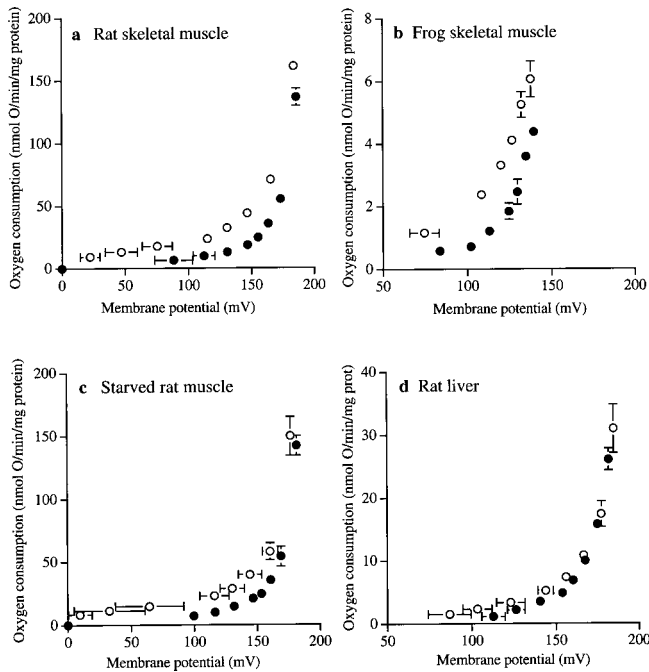 a Rat skeletal muscle
Oxygen consumption (nmol O/min/mg protein)
200
150
100
50
0
0 50 100 150 200
Membrane potential (mV)
b Frog skeletal muscle
Oxygen consumption (nmol O/min/mg protein)
8
6
4
2
0
50 100 150 200
Membrane potential (mV)
c Starved rat muscle
Oxygen consumption (nmol O/min/mg protein)
200
150
100
50
0
0 50 100 150 200
Membrane potential (mV)
d Rat liver
Oxygen consumption (nmol O/min/mg prot)
40
30
20
10
0
50 100 150 200
Membrane potential (mV)